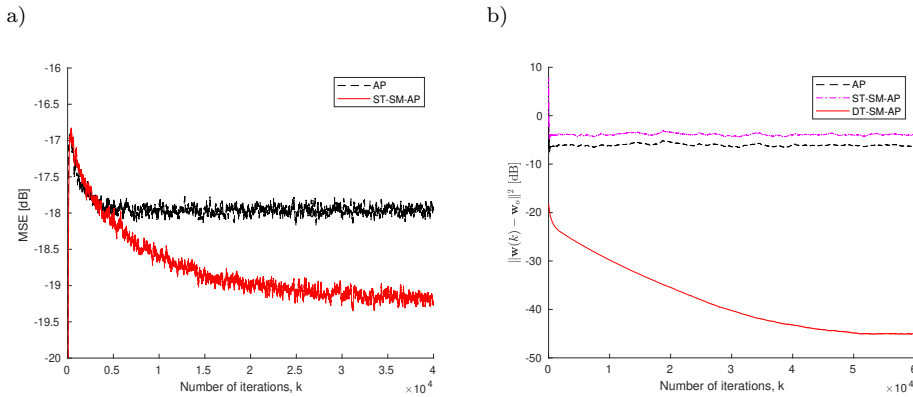 a)
-16
-16.5
-17
-17.5
-18
-18.5
-19
-19.5
-20
MSE [dB]
AP
ST-SM-AP
0 0.5 1 1.5 2 2.5 3 3.5 4
Number of iterations, k
×10^4
b)
10
0
-10
-20
-30
-40
-50
||w(k) − w_o||^2 [dB]
AP
ST-SM-AP
DT-SM-AP
0 1 2 3 4 5 6
Number of iterations, k
×10^4